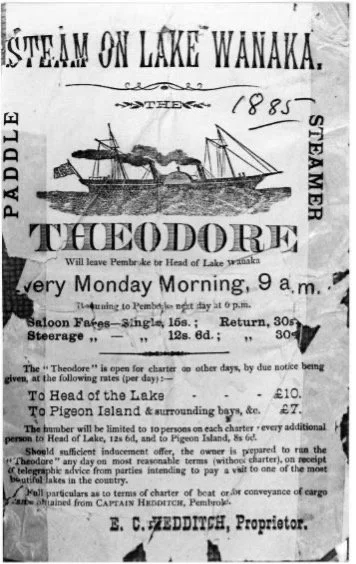 STEAM ON LAKE WANAKA.
THE
1885
PADDLE
STEAMER
THEODORE
Will leave Pembroke for Head of Lake Wanaka
very Monday Morning, 9 a.m.
Returning to Pembroke next day at 6 p.m.
Saloon Fares—Single, 15s.; Return, 30s
Steerage „ — „ 12s. 6d.; „
The "Theodore" is open for charter on other days, by due notice being
given, at the following rates (per day):—
To Head of the Lake - - - £10.
To Pigeon Island & surrounding bays, &c. £7.
The number will be limited to 10 persons on each charter - every additional
person to Head of Lake, 12s 6d, and to Pigeon Island, 8s 6d.
Should sufficient inducement offer, the owner is prepared to run the
"Theodore" any day on most reasonable terms (without charter), on receipt
of telegraphic advice from parties intending to pay a visit to one of the most
beautiful lakes in the country.
Full particulars as to terms of charter of boat or for conveyance of cargo
obtained from CAPTAIN HEDDITCH, Pembroke.
E. C. HEDDITCH, Proprietor.